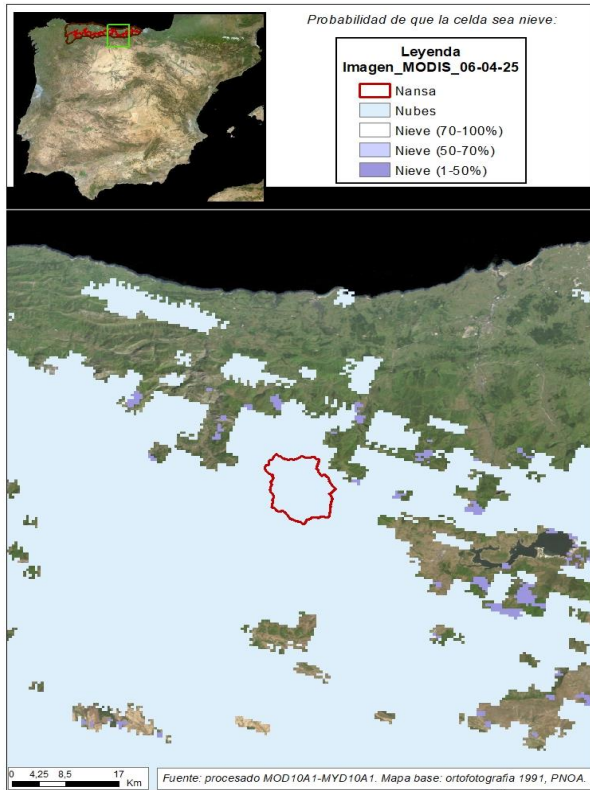 Probabilidad de que la celda sea nieve:
Leyenda
Imagen_MODIS_06-04-25
Nansa
Nubes
Nieve (70-100%)
Nieve (50-70%)
Nieve (1-50%)
0 4,25 8,5 17
Km
Fuente: procesado MOD10A1-MYD10A1. Mapa base: ortofotografia 1991, PNOA.